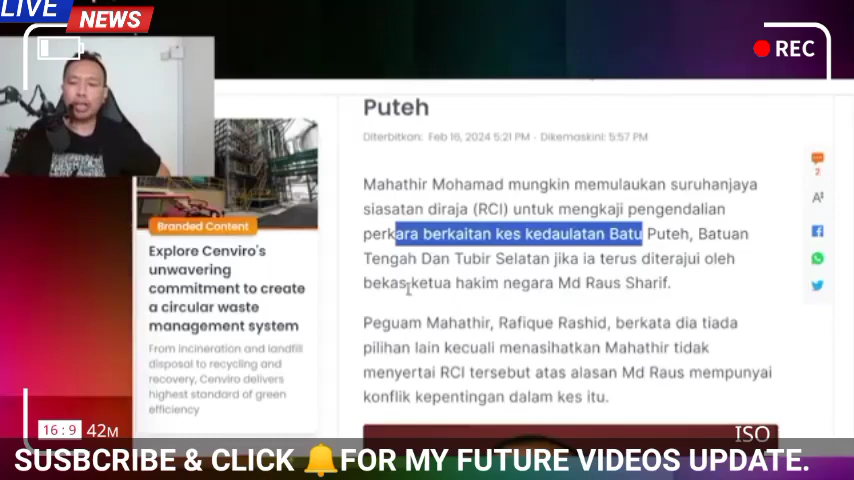 LIVE
NEWS
REC
Puteh
Diterbitkan: Feb 16, 2024 5:21 PM · Dikemaskini: 5:57 PM
Mahathir Mohamad mungkin memulaukan suruhanjaya
siasatan diraja (RCI) untuk mengkaji pengendalian
perkara berkaitan kes kedaulatan Batu Puteh, Batuan
Tengah Dan Tubir Selatan jika ia terus diterajui oleh
bekas ketua hakim negara Md Raus Sharif.
Peguam Mahathir, Rafique Rashid, berkata dia tiada
pilihan lain kecuali menasihatkan Mahathir tidak
menyertai RCI tersebut atas alasan Md Raus mempunyai
konflik kepentingan dalam kes itu.
2
A
Branded Content
Explore Cenviro's
unwavering
commitment to create
a circular waste
management system
From incineration and landfill
disposal to recycling and
recovery, Cenviro delivers
highest standard of green
efficiency
16:9 42M
ISO
SUSBCRIBE & CLICK 🔔FOR MY FUTURE VIDEOS UPDATE.